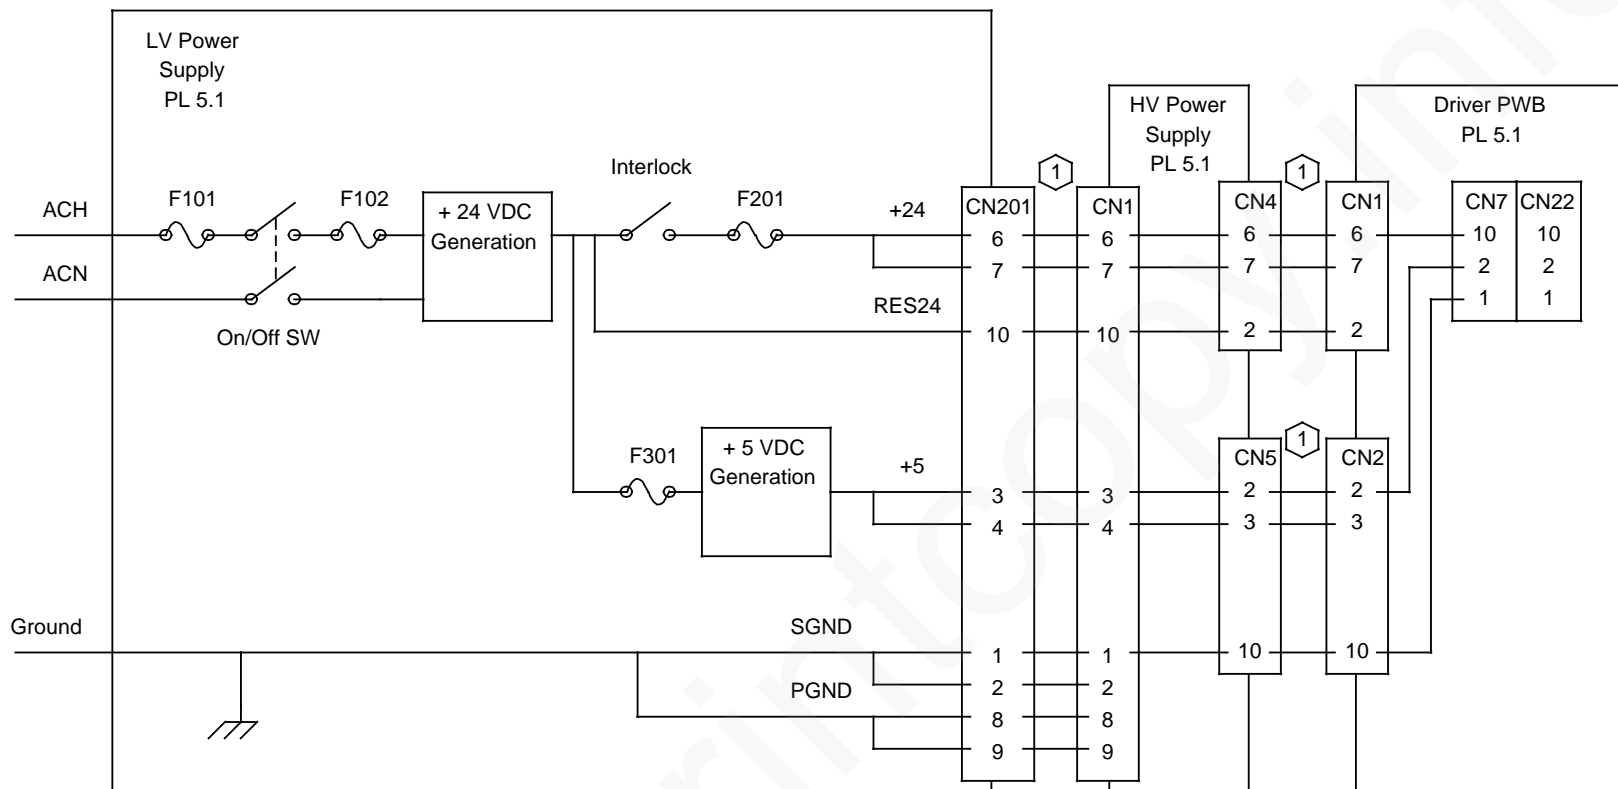 LV Power
Supply
PL 5.1
HV Power
Supply
PL 5.1
Driver PWB
PL 5.1
Interlock
1
1
ACH
F101
F102
+ 24 VDC
Generation
F201
+24
CN201
CN1
CN4
CN1
CN7
CN22
6
6
6
6
10
10
ACN
7
7
7
7
2
2
1
1
On/Off SW
RES24
10
10
2
2
F301
+ 5 VDC
Generation
+5
1
CN5
CN2
3
3
2
2
4
4
3
3
Ground
SGND
1
1
10
10
2
2
PGND
8
8
9
9
rintcopy.info